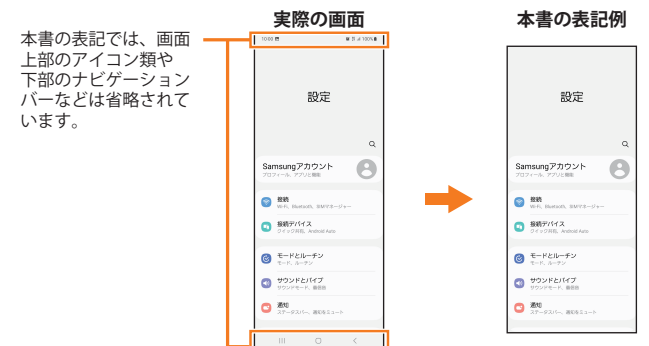 実際の画面
本書の表記例
本書の表記では、画面
上部のアイコン類や
下部のナビゲーション
バーなどは省略されて
います。
10:00
100%
設定
Samsungアカウント
プロフィール、アプリと機能
接続
Wi-Fi、Bluetooth、SIMマネージャー
接続デバイス
クイック共有、Android Auto
モードとルーチン
モード、ルーチン
サウンドとバイブ
サウンドモード、着信音
通知
ステータスバー、通知をミュート
設定
Samsungアカウント
プロフィール、アプリと機能
接続
Wi-Fi、Bluetooth、SIMマネージャー
接続デバイス
クイック共有、Android Auto
モードとルーチン
モード、ルーチン
サウンドとバイブ
サウンドモード、着信音
通知
ステータスバー、通知をミュート